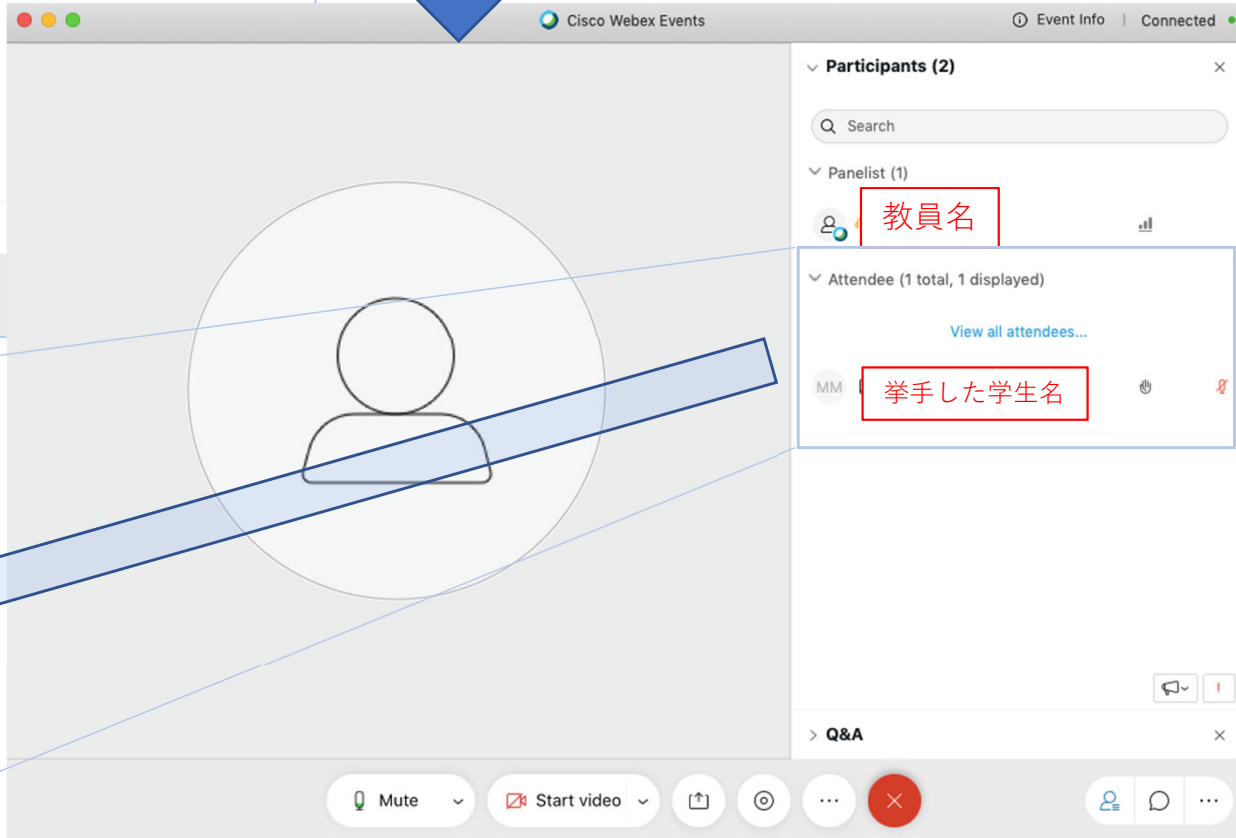 Cisco Webex Events
Event Info
Connected
Participants (2)
Search
Panelist (1)
教員名
Attendee (1 total, 1 displayed)
View all attendees...
MM
挙手した学生名
Q&A
Mute
Start video